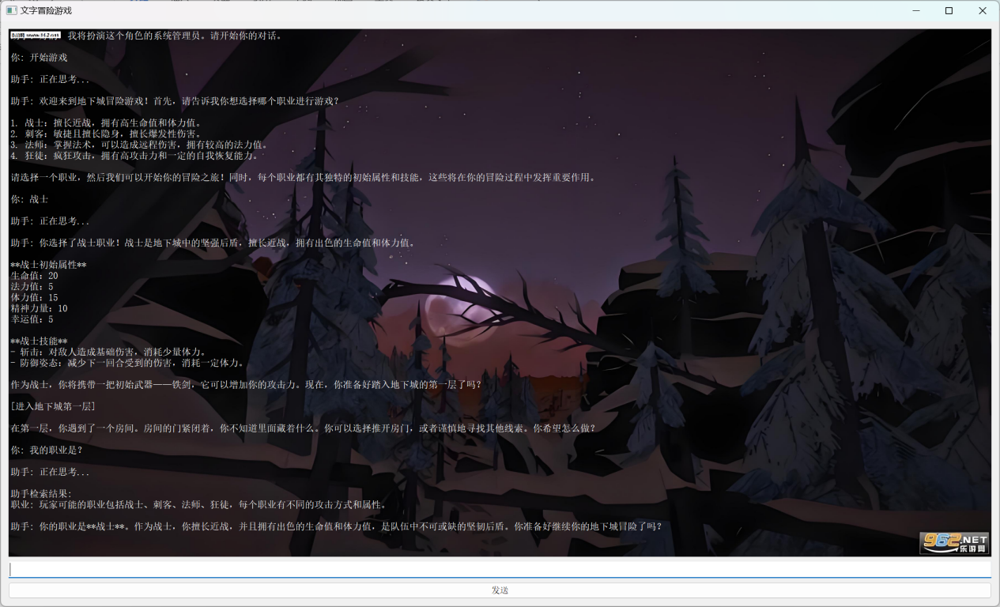 文字冒险游戏
我将扮演这个角色的系统管理员。请开始你的对话。
你: 开始游戏
助手: 正在思考...
助手: 欢迎来到地下城冒险游戏！首先，请告诉我你想选择哪个职业进行游戏？
1. 战士：擅长近战，拥有高生命值和体力值。
2. 刺客：敏捷且擅长隐身，擅长爆发性伤害。
3. 法师：掌握法术，可以造成远程伤害，拥有较高的法力值。
4. 狂徒：疯狂攻击，拥有高攻击力和一定的自我恢复能力。
请选择一个职业，然后我们可以开始你的冒险之旅！同时，每个职业都有其独特的初始属性和技能，这些将在你的冒险过程中发挥重要作用。
你: 战士
助手: 正在思考...
助手: 你选择了战士职业！战士是地下城中的坚强后盾，擅长近战，拥有出色的生命值和体力值。
**战士初始属性**
生命值：20
法力值：5
体力值：15
精神力量：10
幸运值：5
**战士技能**
- 斩击：对敌人造成基础伤害，消耗少量体力。
- 防御姿态：减少下一回合受到的伤害，消耗一定体力。
作为战士，你将携带一把初始武器——铁剑，它可以增加你的攻击力。现在，你准备好踏入地下城的第一层了吗？
[进入地下城第一层]
在第一层，你遇到了一个房间。房间的门紧闭着，你不知道里面藏着什么。你可以选择推开房门，或者谨慎地寻找其他线索。你希望怎么做？
你: 我的职业是？
助手: 正在思考...
助手检索结果:
职业: 玩家可能的职业包括战士、刺客、法师、狂徒，每个职业有不同的攻击方式和属性。
助手: 你的职业是**战士**。作为战士，你擅长近战，并且拥有出色的生命值和体力值，是队伍中不可或缺的坚韧后盾。你准备好继续你的地下城冒险了吗？
962.NET
乐游网
发送